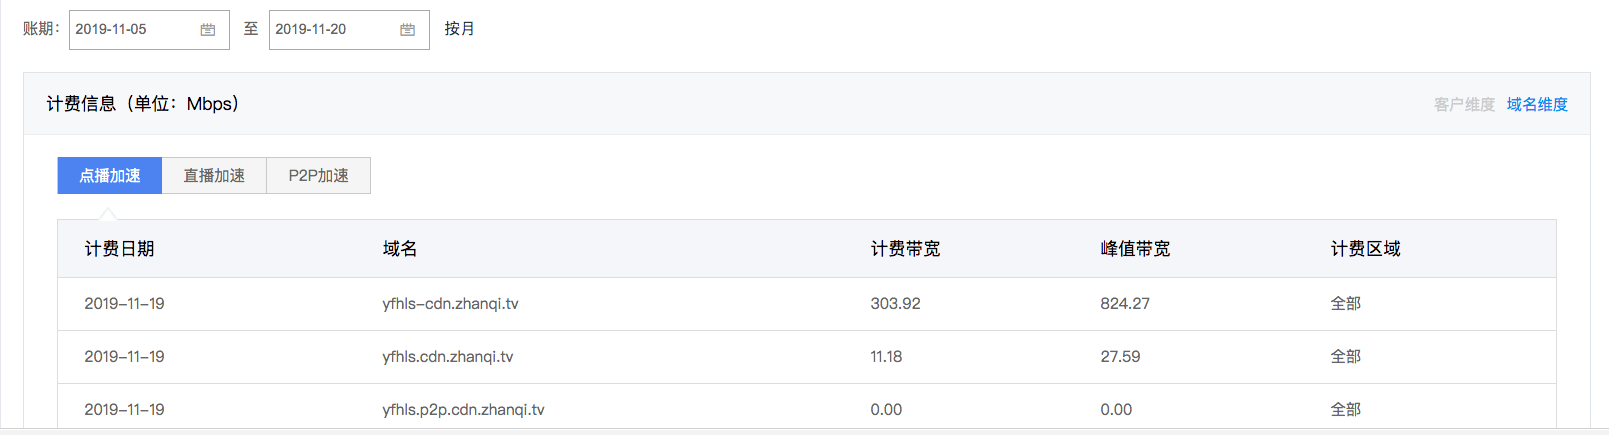 账期： 2019-11-05 至 2019-11-20 按月
计费信息（单位：Mbps） 客户维度 域名维度
点播加速 直播加速 P2P加速
计费日期 域名 计费带宽 峰值带宽 计费区域
2019-11-19 yfhls-cdn.zhanqi.tv 303.92 824.27 全部
2019-11-19 yfhls.cdn.zhanqi.tv 11.18 27.59 全部
2019-11-19 yfhls.p2p.cdn.zhanqi.tv 0.00 0.00 全部